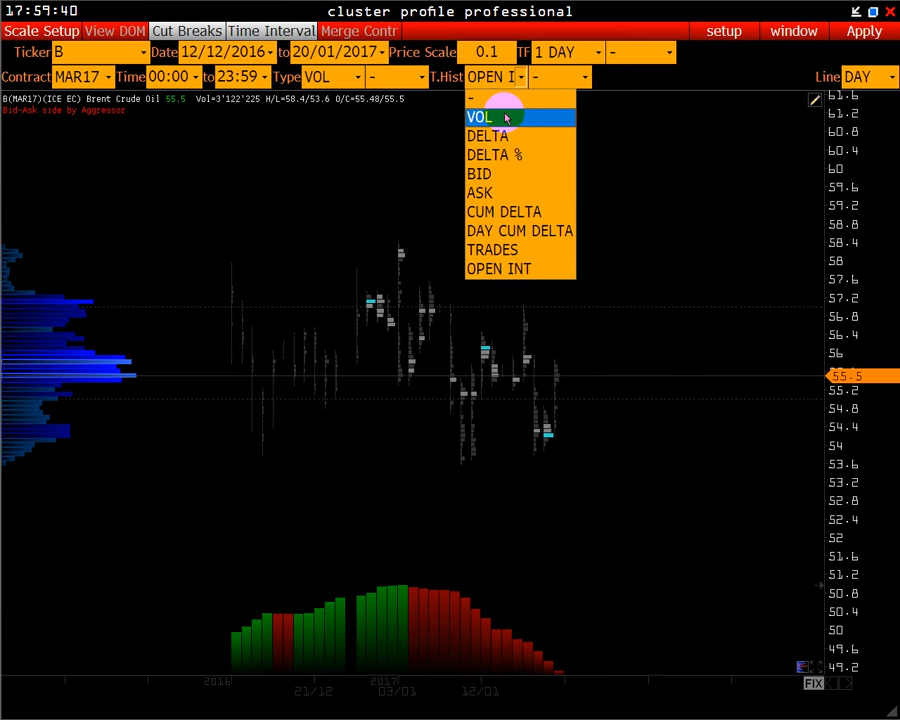 17:59:40 cluster profile professional
Scale Setup View DOM Cut Breaks Time Interval Merge Contr setup window Apply
Ticker B Date 12/12/2016 to 20/01/2017 Price Scale 0.1 TF 1 DAY -
Contract MAR17 Time 00:00 to 23:59 Type VOL - T.Hist OPEN I - Line DAY
B(MAR17)(ICE EC) Brent Crude Oil 55.5 Vol=3'122'225 H/L=58.4/53.6 O/C=55.48/55.5
Bid-Ask side by Aggressor
-
VOL
DELTA
DELTA %
BID
ASK
CUM DELTA
DAY CUM DELTA
TRADES
OPEN INT
61.6
61.2
60.8
60.4
60
59.6
59.2
58.8
58.4
58
57.6
57.2
56.8
56.4
56
55.5
55.2
54.8
54.4
54
53.6
53.2
52.8
52.4
52
51.6
51.2
50.8
50.4
50
49.6
49.2
FIX
2016 2017
21/12 03/01 12/01